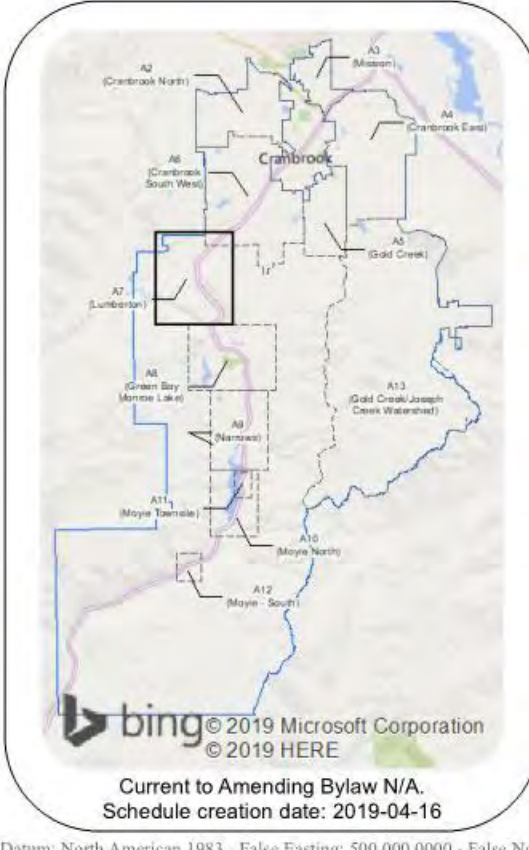 A3
(Mission)
A2
(Cranbrook North)
A4
(Cranbrook East)
Cranbrook
A6
(Cranbrook
South West)
A5
(Gold Creek)
A7
(Lumberton)
A8
(Green Bay
Monroe Lake)
A13
(Gold Creek/Joseph
Creek Watershed)
A9
(Narrows)
A11
(Moyie Townsite)
A10
(Moyie North)
A12
(Moyie - South)
bing © 2019 Microsoft Corporation
© 2019 HERE
Current to Amending Bylaw N/A.
Schedule creation date: 2019-04-16
Datum: North American 1983 - False Easting: 500,000.0000 - False No